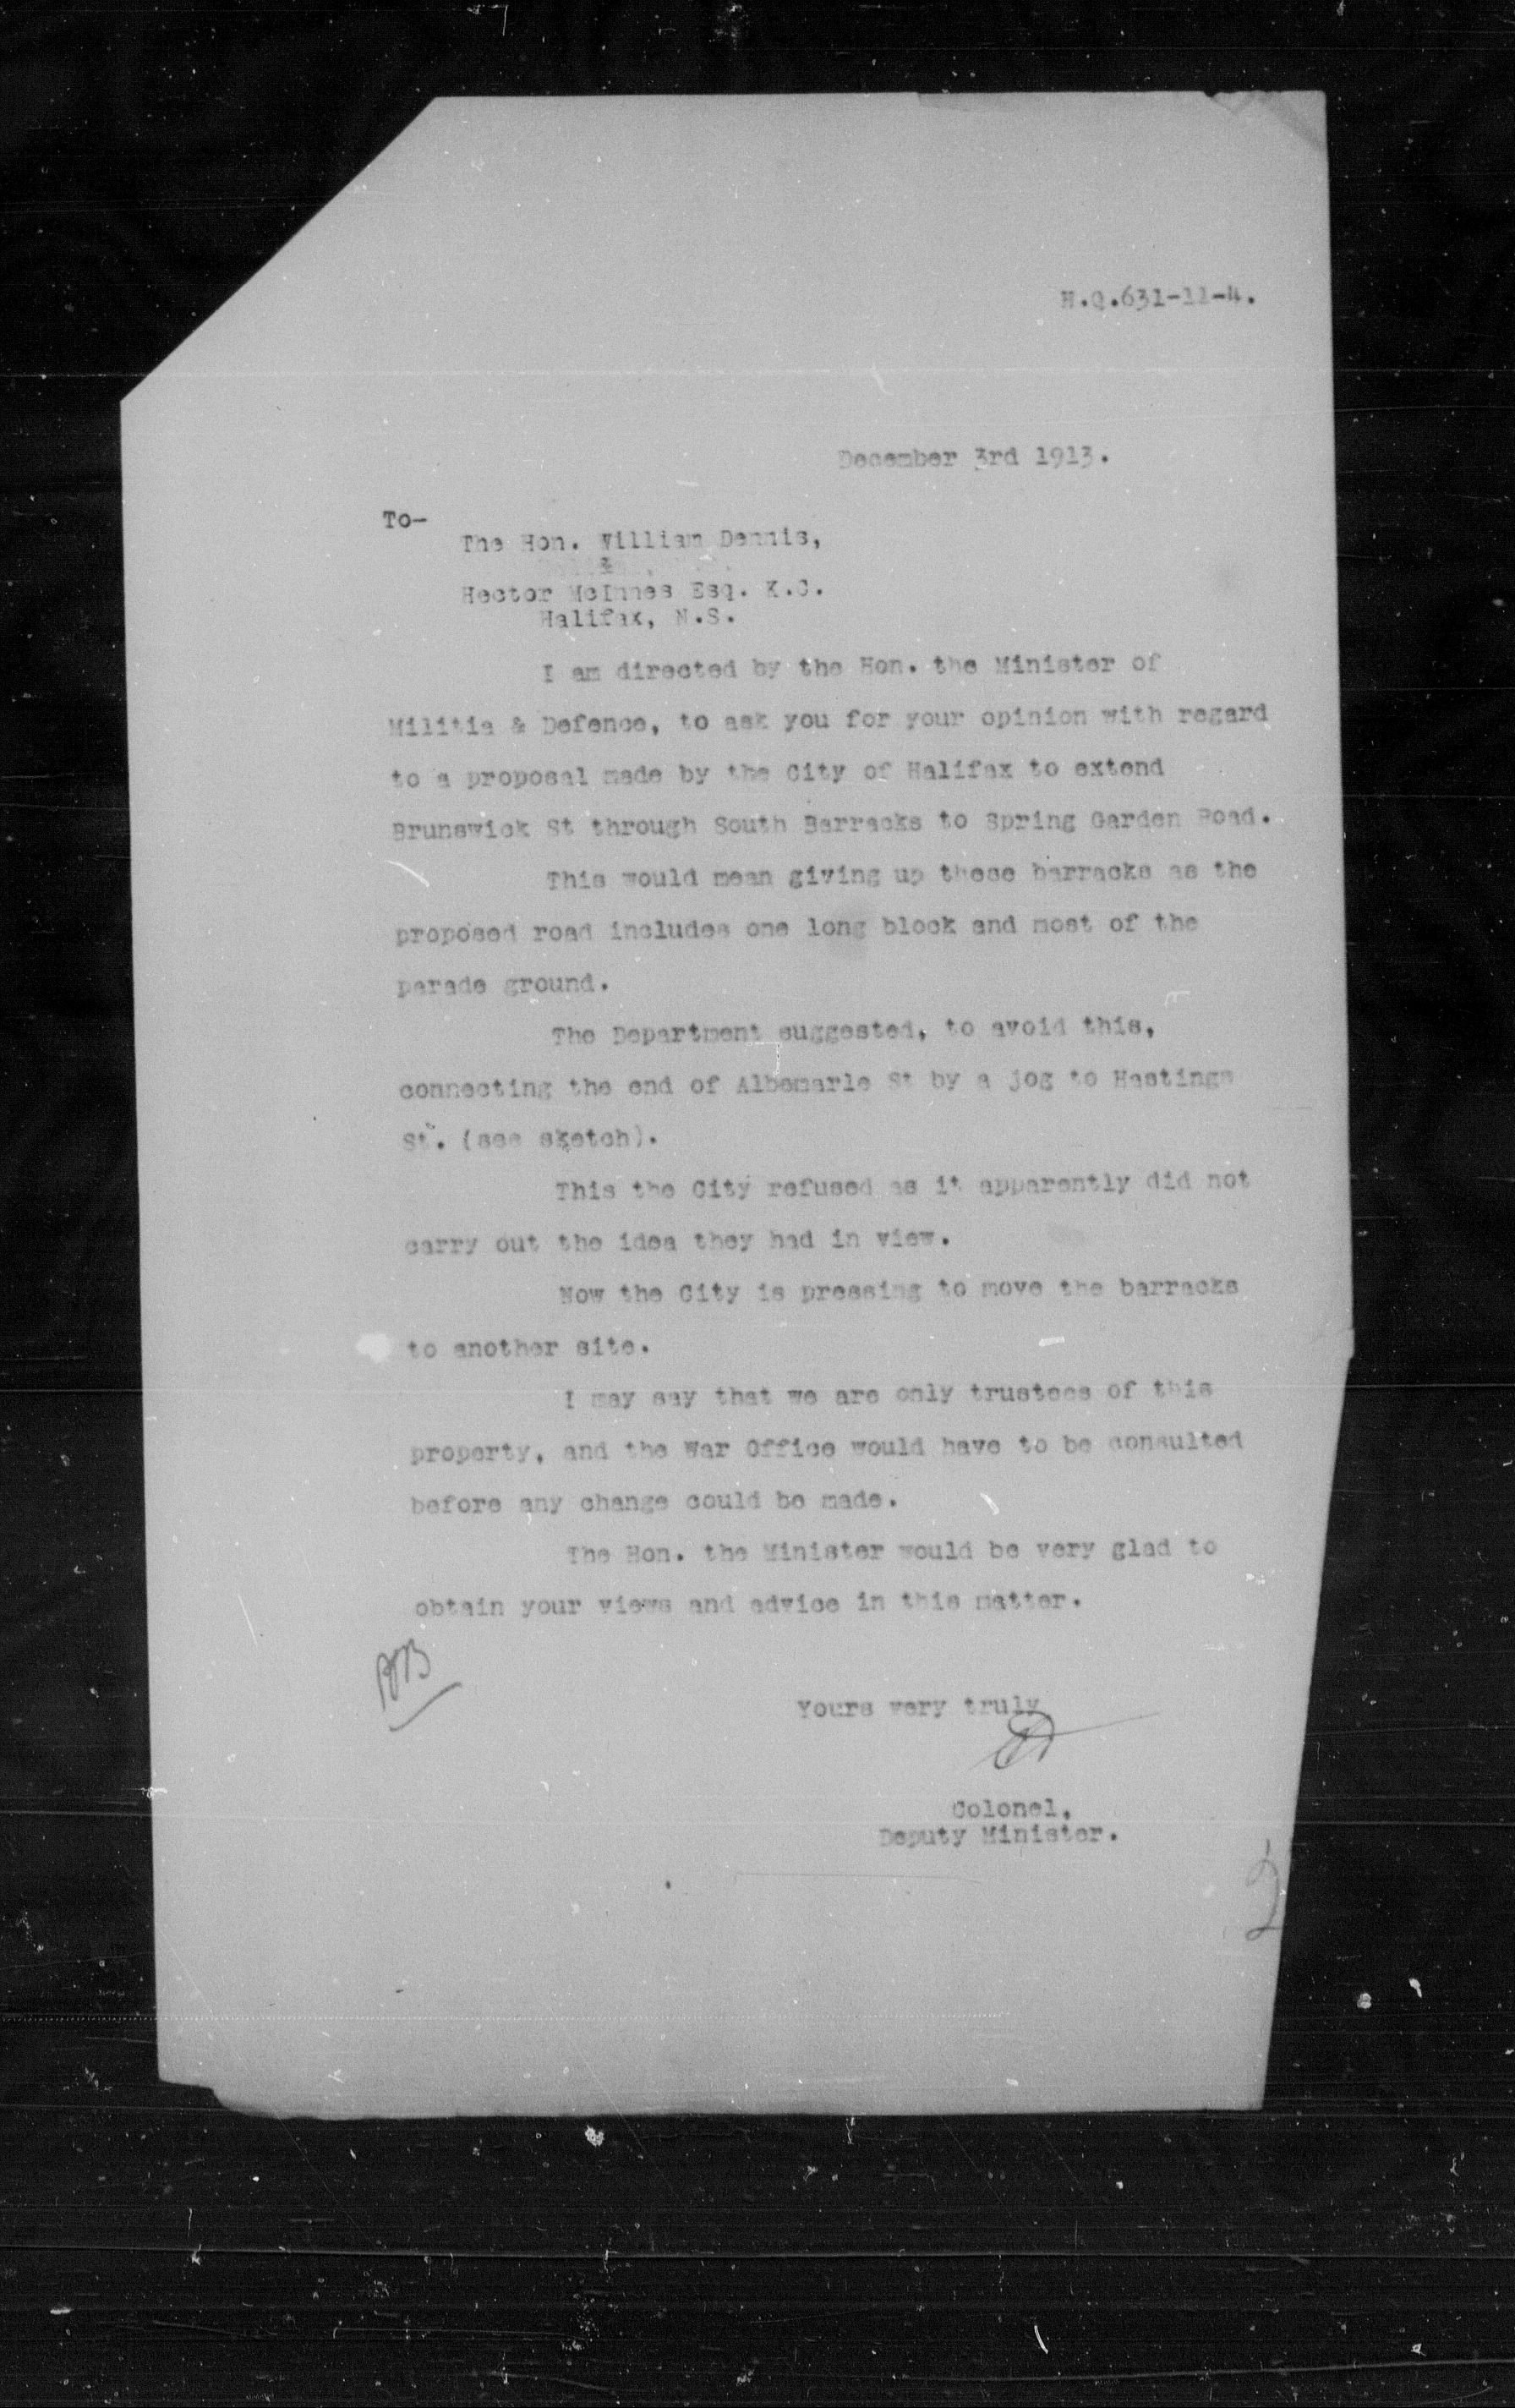 H.Q.631-11-4.
December 3rd 1913.
To-
The Hon. William Dennis,
&
Hector McInnes Esq. K.C.
Halifax, N.S.
I am directed by the Hon. the Minister of
Militia & Defence, to ask you for your opinion with regard
to a proposal made by the City of Halifax to extend
Brunswick St through South Barracks to Spring Garden Road.
This would mean giving up these barracks as the
proposed road includes one long block and most of the
parade ground.
The Department suggested, to avoid this,
connecting the end of Albemarle St by a jog to Hastings
St. (see sketch).
This the City refused as it apparently did not
carry out the idea they had in view.
Now the City is pressing to move the barracks
to another site.
I may say that we are only trustees of this
property, and the War Office would have to be consulted
before any change could be made.
The Hon. the Minister would be very glad to
obtain your views and advice in this matter.
Yours very truly
Colonel,
Deputy Minister.
2